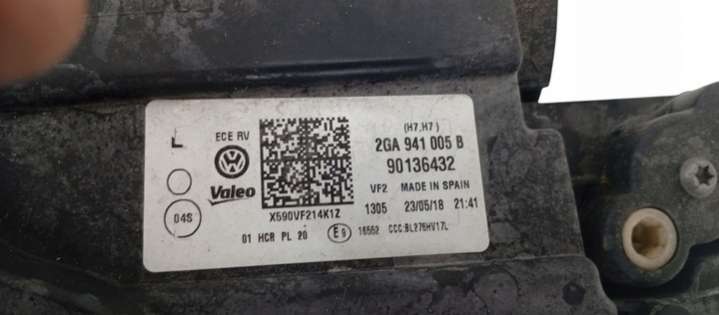 L ECE RV (H7,H7)
2GA 941 005 B
Valeo 90136432
VF2 MADE IN SPAIN
04S X590VF214K1Z 1305 23/05/18 21:41
01 HCR PL 20 E9 16552 CCC:BL275HV17L